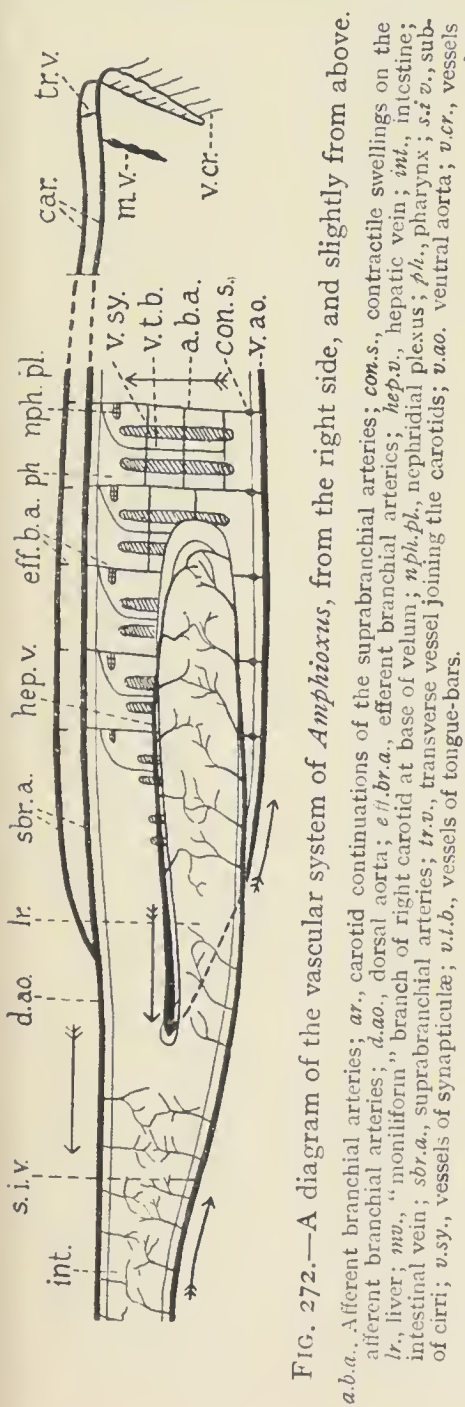 s.i.v. d.ao. lr. sbr.a. hep.v. eff.b.a. ph nph.pl. car. tr.v.
int.
v.sy.
v.t.b.
a.b.a.
con.s.
v.ao.
m.v.
v.cr.
FIG. 272.—A diagram of the vascular system of Amphioxus, from the right side, and slightly from above.
a.b.a.. Afferent branchial arteries; ar., carotid continuations of the suprabranchial arteries; con.s., contractile swellings on the
afferent branchial arteries; d.ao., dorsal aorta; eff.br.a., efferent branchial arteries; hep.v., hepatic vein; int., intestine;
lr., liver; mv., "moniliform" branch of right carotid at base of velum; nph.pl., nephridial plexus; ph., pharynx; s.i v., sub-
intestinal vein; sbr.a., suprabranchial arteries; tr.v., transverse vessel joining the carotids; v.ao. ventral aorta; v.cr., vessels
of cirri; v.sy., vessels of synapticulæ; v.t.b., vessels of tongue-bars.